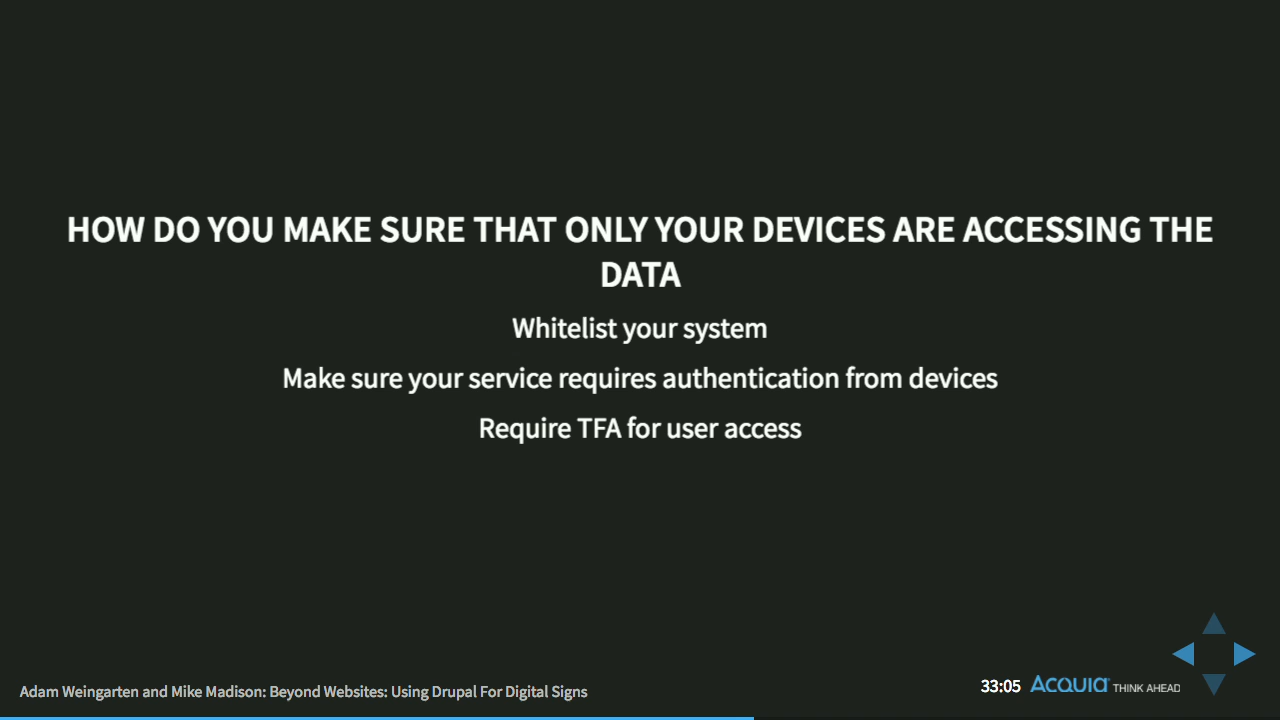 HOW DO YOU MAKE SURE THAT ONLY YOUR DEVICES ARE ACCESSING THE
DATA
Whitelist your system
Make sure your service requires authentication from devices
Require TFA for user access
Adam Weingarten and Mike Madison: Beyond Websites: Using Drupal For Digital Signs
33:05 Acquia THINK AHEAD